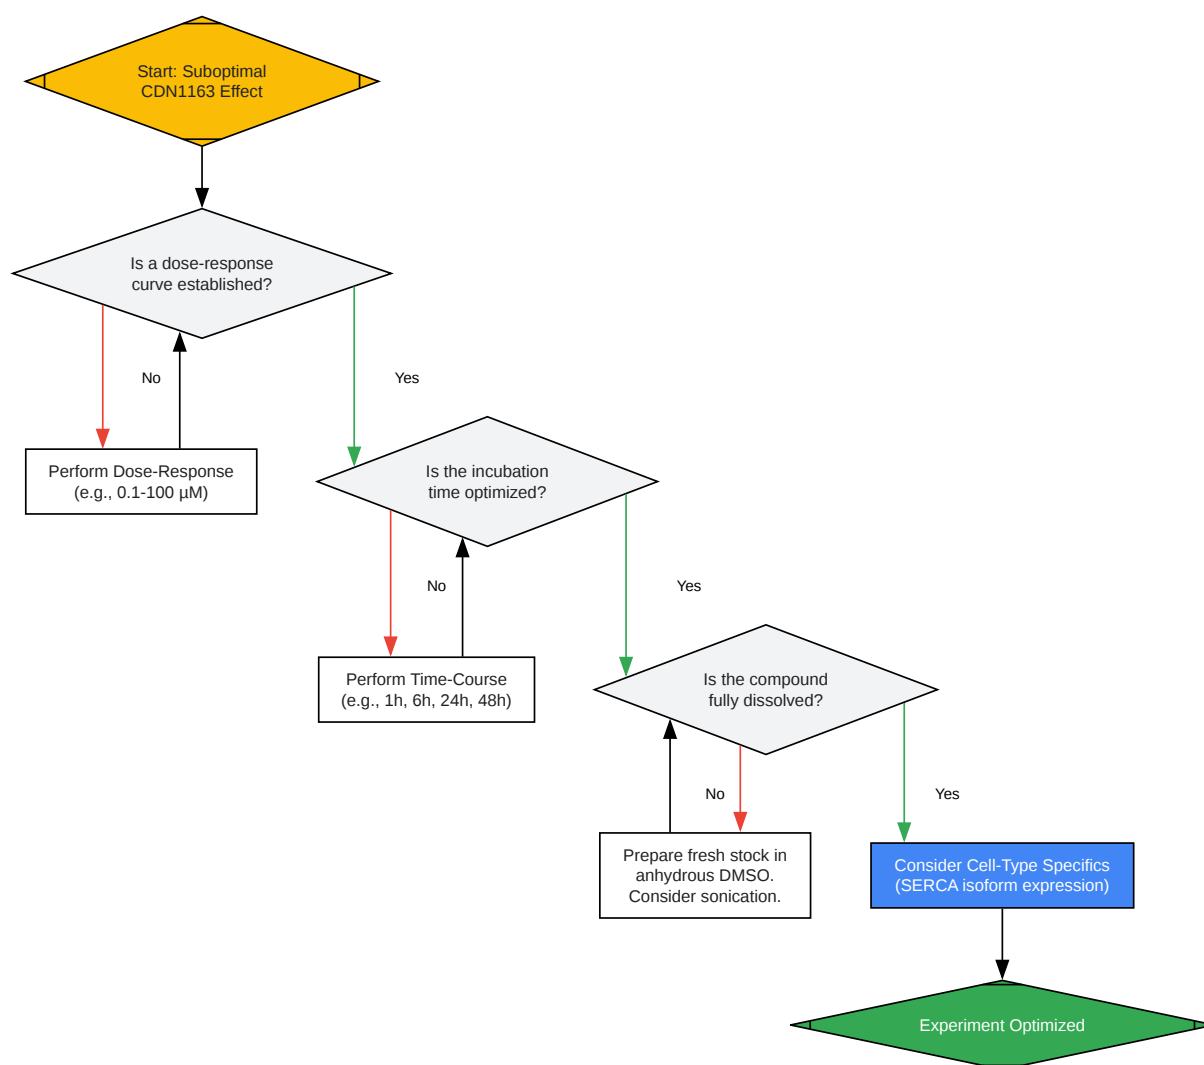 Start: Suboptimal
CDN1163 Effect
Is a dose-response
curve established?
No
Yes
Perform Dose-Response
(e.g., 0.1-100 µM)
Is the incubation
time optimized?
No
Yes
Perform Time-Course
(e.g., 1h, 6h, 24h, 48h)
Is the compound
fully dissolved?
No
Yes
Prepare fresh stock in
anhydrous DMSO.
Consider sonication.
Consider Cell-Type Specifics
(SERCA isoform expression)
Experiment Optimized